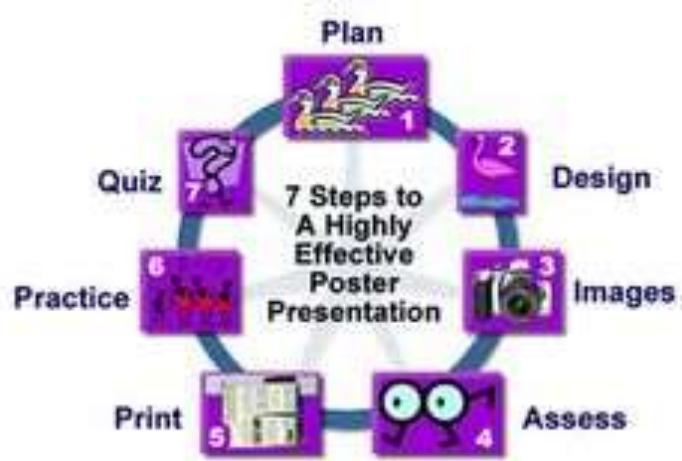 Plan
1
2
Design
3
Images
4
Assess
5
Print
6
Practice
7
Quiz
7 Steps to
A Highly
Effective
Poster
Presentation